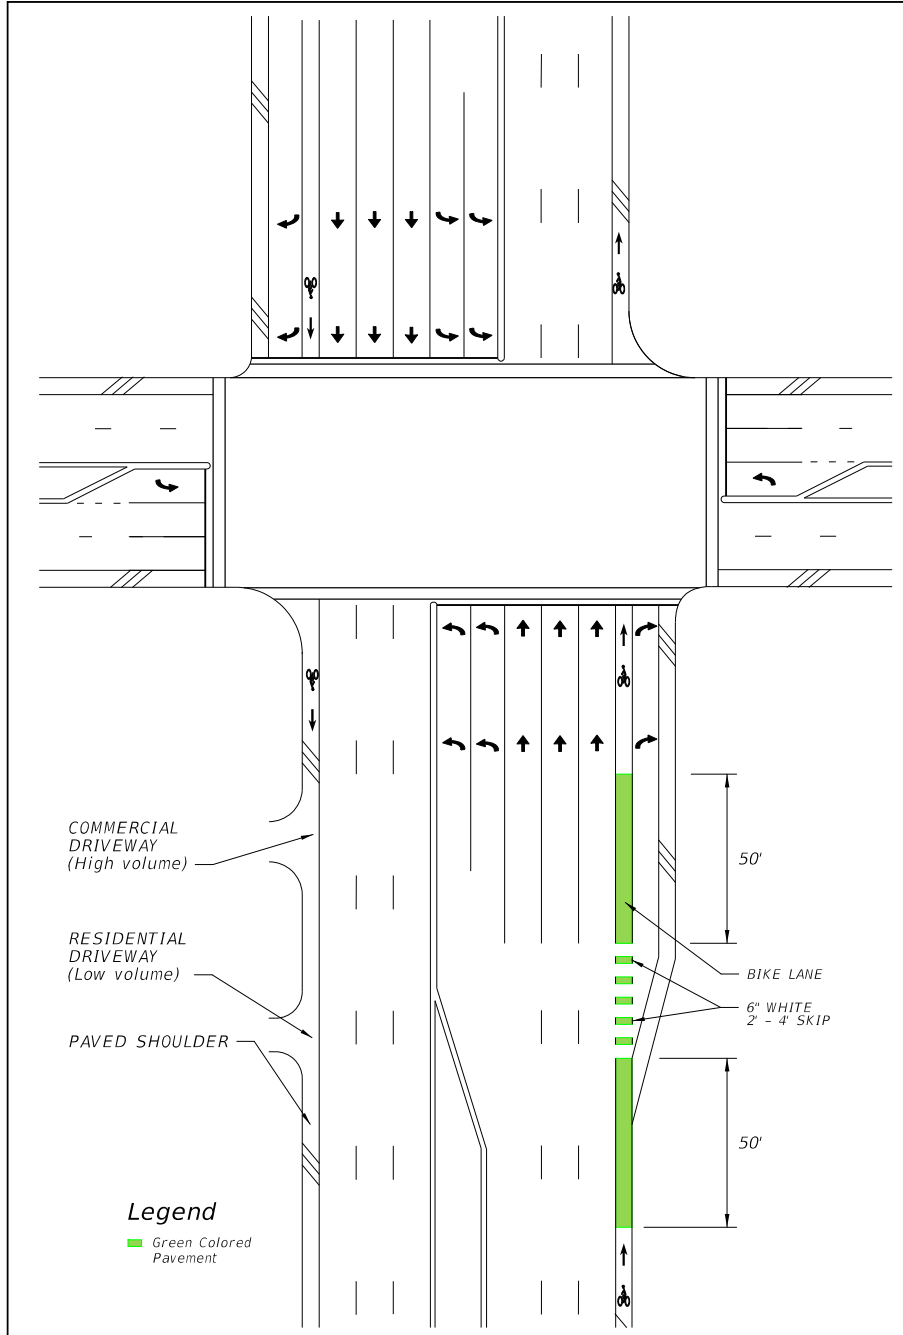 COMMERCIAL
DRIVEWAY
(High volume)
50'
RESIDENTIAL
DRIVEWAY
(Low volume)
BIKE LANE
6" WHITE
2' - 4' SKIP
PAVED SHOULDER
50'
Legend
Green Colored
Pavement